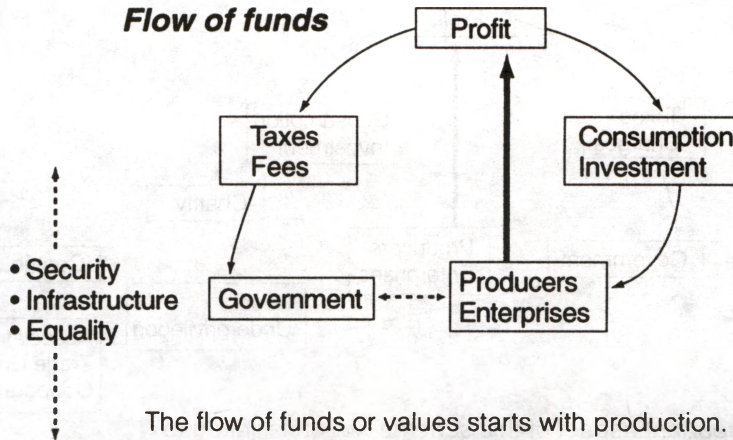 Flow of funds
Profit
Taxes
Fees
Consumption
Investment
• Security
• Infrastructure
• Equality
Government
Producers
Enterprises
The flow of funds or values starts with production.